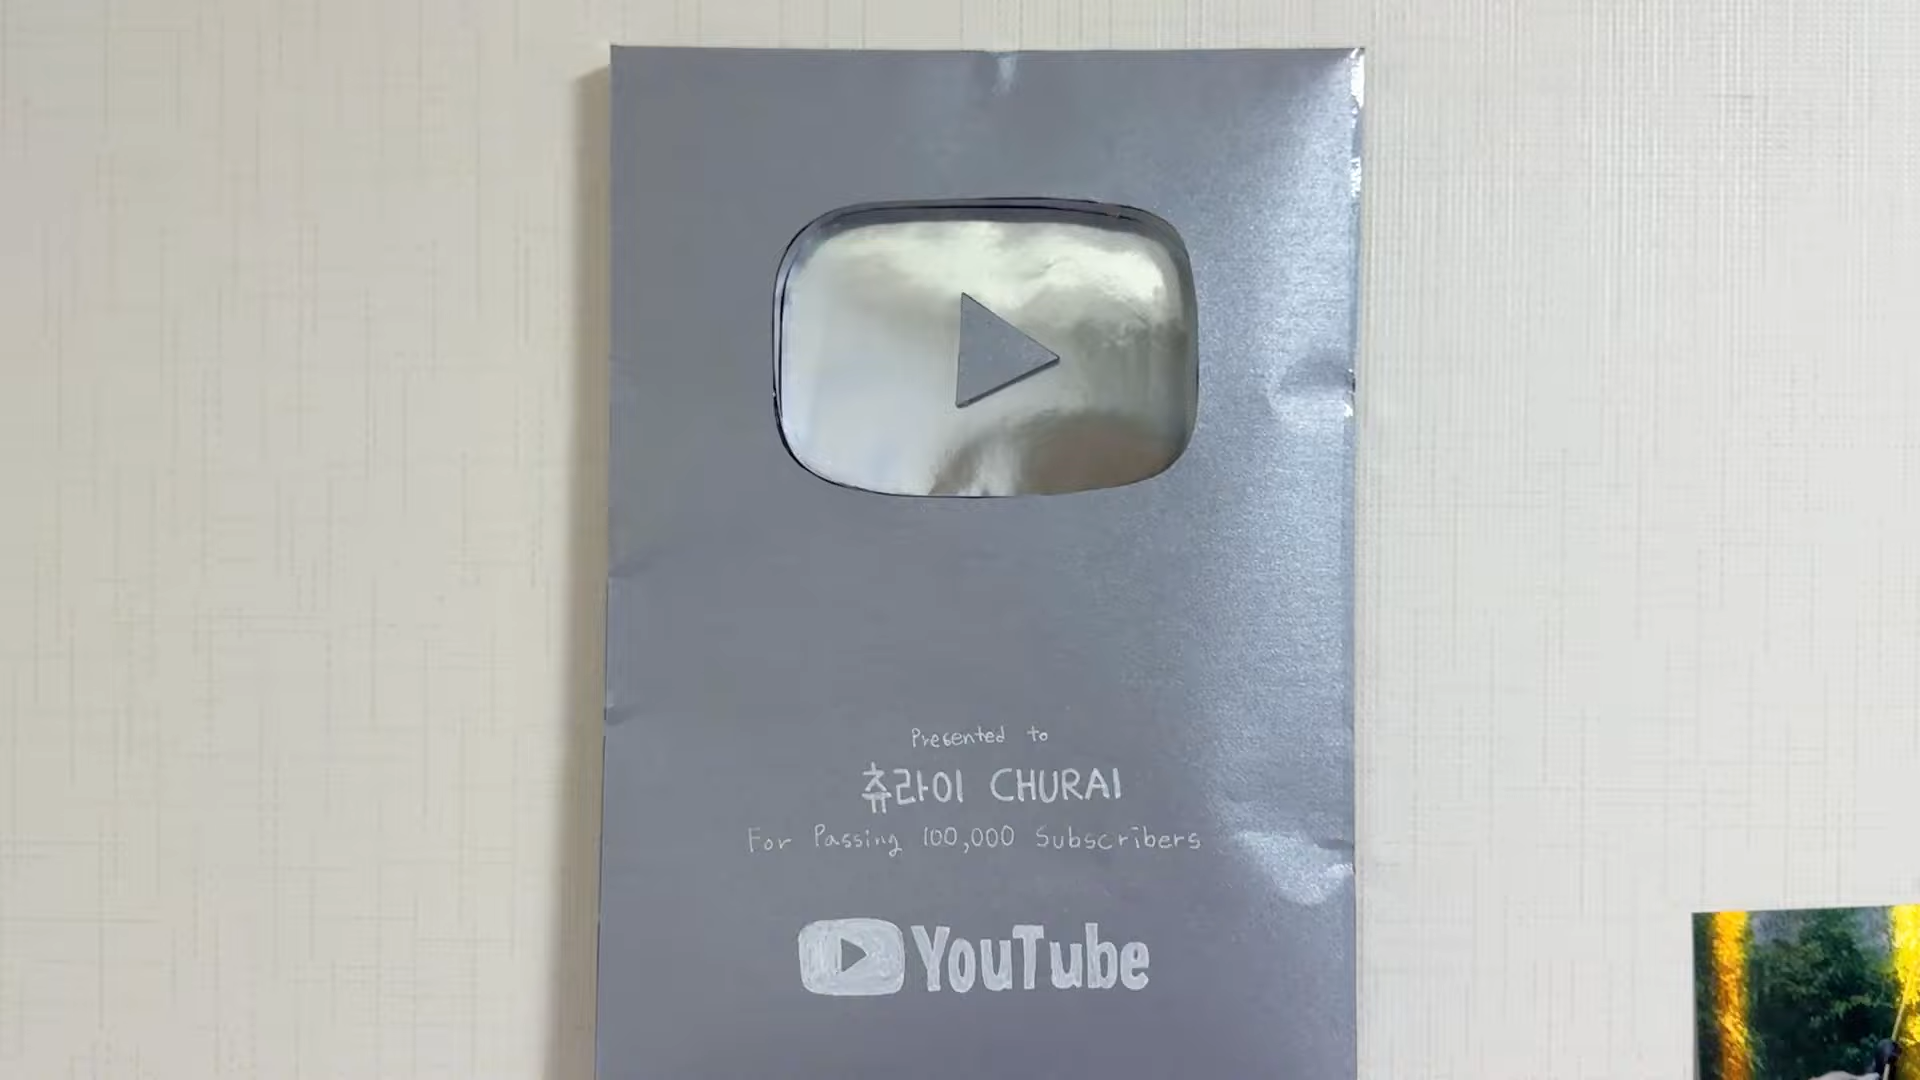 Presented to
츄라이 CHURAI
For Passing 100,000 Subscribers
YouTube